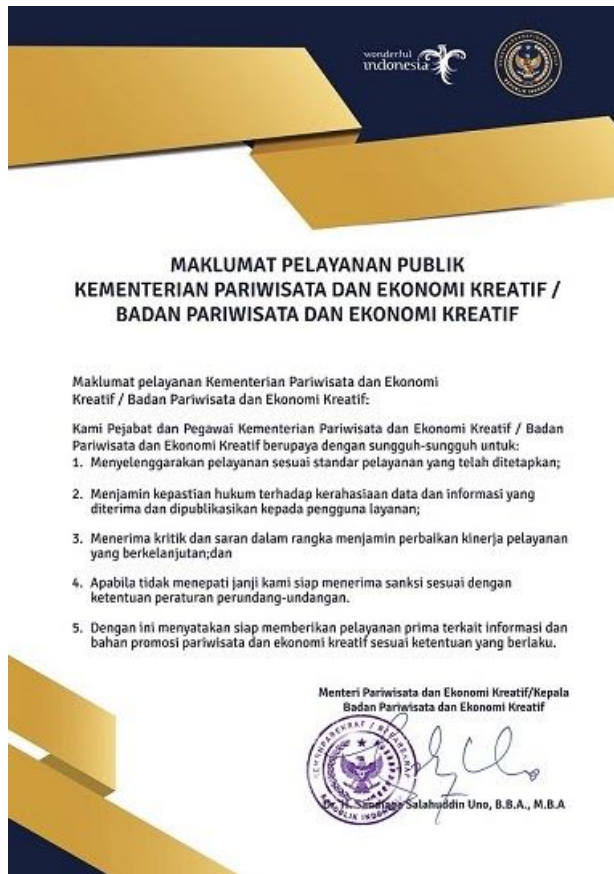 wonderful
indonesia
REPUBLIK INDONESIA
MAKLUMAT PELAYANAN PUBLIK
KEMENTERIAN PARIWISATA DAN EKONOMI KREATIF /
BADAN PARIWISATA DAN EKONOMI KREATIF
Maklumat pelayanan Kementerian Pariwisata dan Ekonomi
Kreatif / Badan Pariwisata dan Ekonomi Kreatif:
Kami Pejabat dan Pegawai Kementerian Pariwisata dan Ekonomi Kreatif / Badan
Pariwisata dan Ekonomi Kreatif berupaya dengan sungguh-sungguh untuk:
1. Menyelenggarakan pelayanan sesuai standar pelayanan yang telah ditetapkan;
2. Menjamin kepastian hukum terhadap kerahasiaan data dan informasi yang
diterima dan dipublikasikan kepada pengguna layanan;
3. Menerima kritik dan saran dalam rangka menjamin perbaikan kinerja pelayanan
yang berkelanjutan;dan
4. Apabila tidak menepati janji kami siap menerima sanksi sesuai dengan
ketentuan peraturan perundang-undangan.
5. Dengan ini menyatakan siap memberikan pelayanan prima terkait informasi dan
bahan promosi pariwisata dan ekonomi kreatif sesuai ketentuan yang berlaku.
Menteri Pariwisata dan Ekonomi Kreatif/Kepala
Badan Pariwisata dan Ekonomi Kreatif
KEMENPAREKRAF / BAPAREKRAF
REPUBLIK INDONESIA
H. Sandiaga Salahuddin Uno, B.B.A., M.B.A